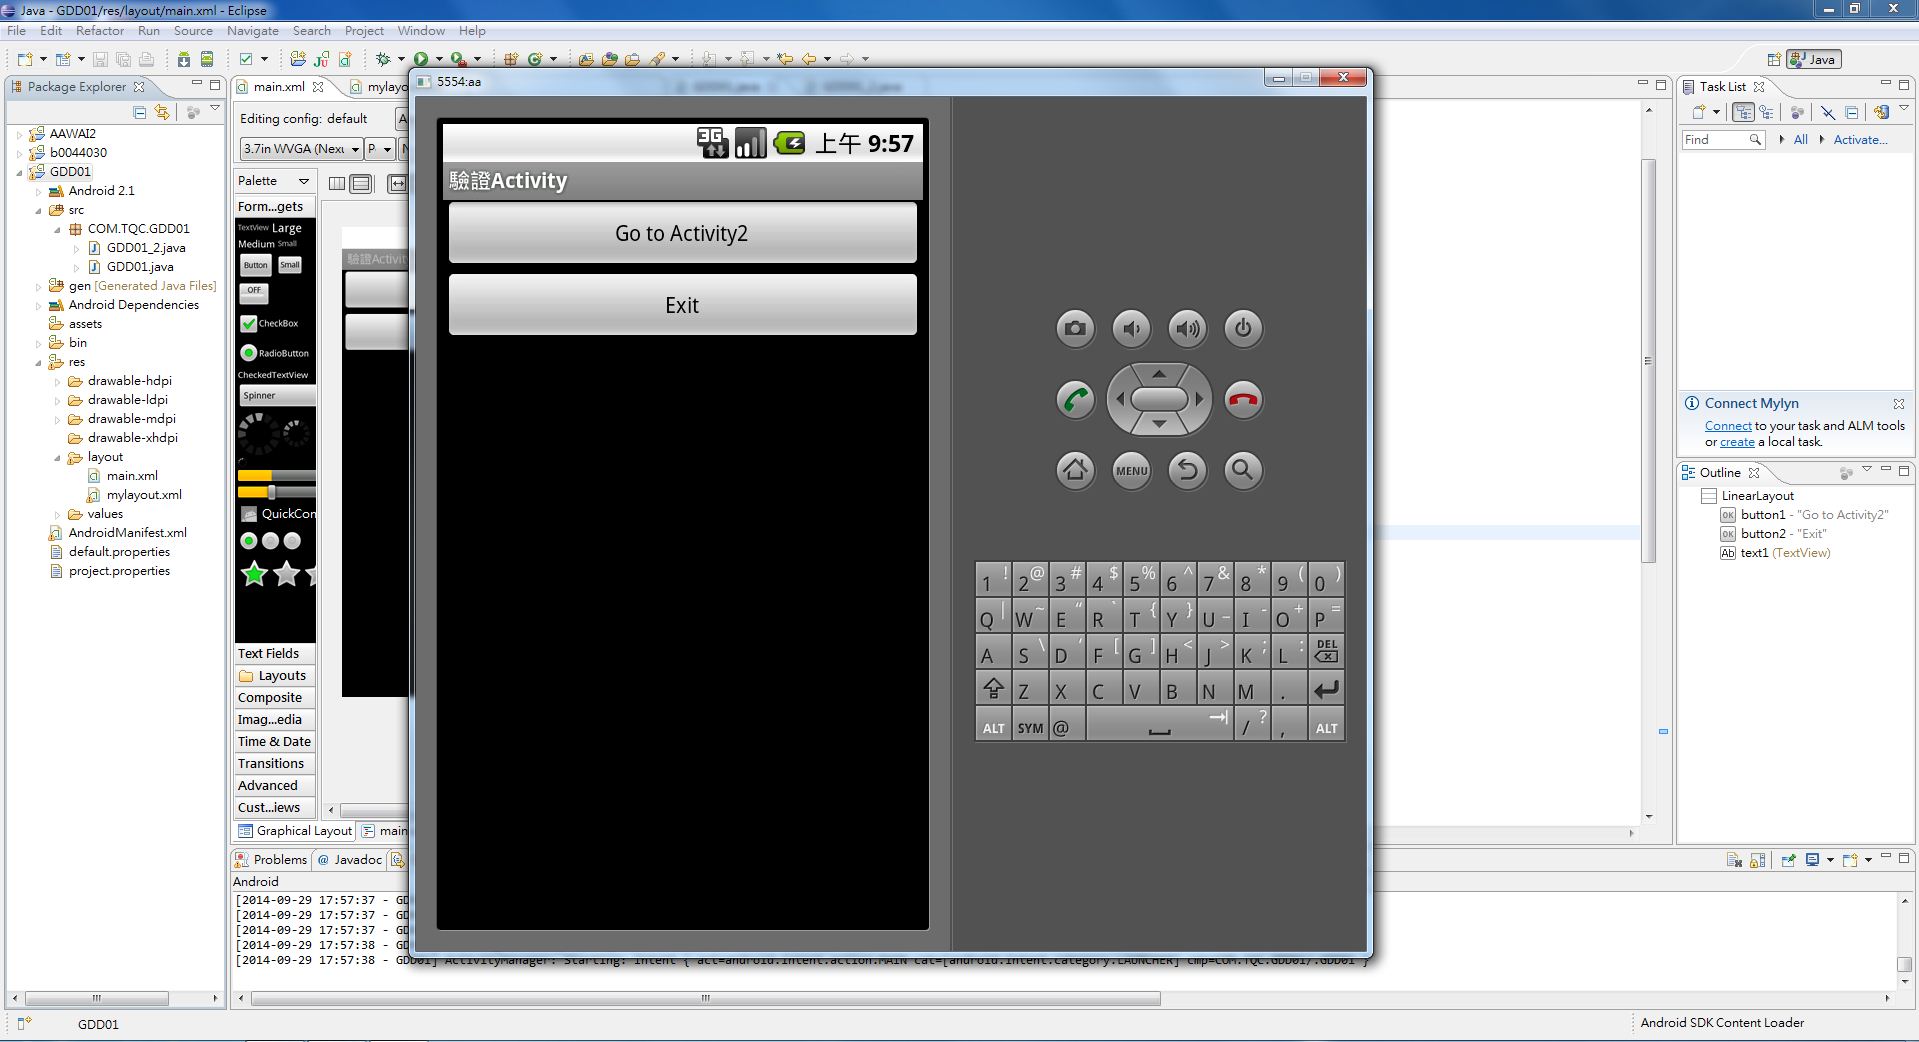 Java - GDD01/res/layout/main.xml - Eclipse
File Edit Refactor Run Source Navigate Search Project Window Help
Java
Package Explorer
AAWAI2
b0044030
GDD01
Android 2.1
src
COM.TQC.GDD01
GDD01_2.java
GDD01.java
gen [Generated Java Files]
Android Dependencies
assets
bin
res
drawable-hdpi
drawable-ldpi
drawable-mdpi
drawable-xhdpi
layout
main.xml
mylayout.xml
values
AndroidManifest.xml
default.properties
project.properties
main.xml
Editing config: default
3.7in WVGA (Nex
P
Palette
Form...gets
TextView Large
Medium Small
Button Small
OFF
CheckBox
RadioButton
CheckedTextView
Spinner
QuickCon
Text Fields
Layouts
Composite
Imag...edia
Time & Date
Transitions
Advanced
Cust...iews
驗證Activity
Graphical Layout
main
5554:aa
3G 上午 9:57
驗證Activity
Go to Activity2
Exit
MENU
1 ! 2 @ 3 # 4 $ 5 % 6 ^ 7 & 8 * 9 ( 0 )
Q | W ~ E “ R ` T { Y } U _ I - O + P =
A S \ D ‘ F [ G ] H < J > K ; L : DEL
Z X C V B N M .
ALT SYM @ / ? , ALT
Task List
Find All Activate...
Connect Mylyn
Connect to your task and ALM tools
or create a local task.
Outline
LinearLayout
button1 - "Go to Activity2"
button2 - "Exit"
text1 (TextView)
Problems @ Javadoc
Android
[2014-09-29 17:57:37 - GD
[2014-09-29 17:57:37 - GD
[2014-09-29 17:57:37 - GD
[2014-09-29 17:57:38 - GD
[2014-09-29 17:57:38 - GDD01] ActivityManager: Starting: Intent { act=android.intent.action.MAIN cat=[android.intent.category.LAUNCHER] cmp=COM.TQC.GDD01/.GDD01 }
GDD01
Android SDK Content Loader